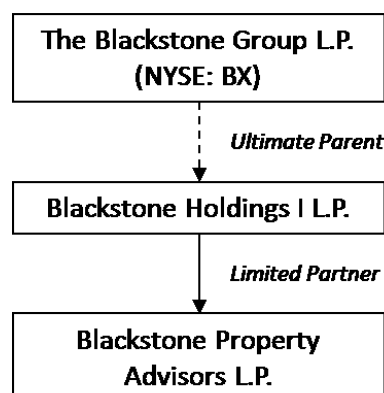 The Blackstone Group L.P.
(NYSE: BX)
Ultimate Parent
Blackstone Holdings I L.P.
Limited Partner
Blackstone Property
Advisors L.P.